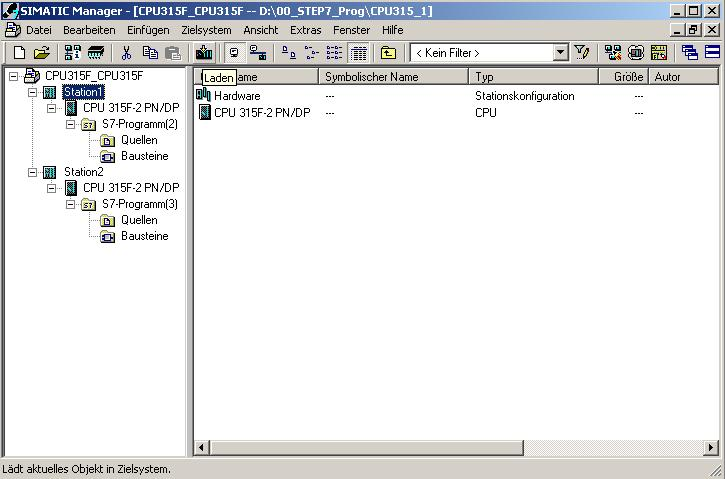 SIMATIC Manager - [CPU315F_CPU315F -- D:\00_STEP7_Prog\CPU315_1]
Datei Bearbeiten Einfügen Zielsystem Ansicht Extras Fenster Hilfe
< Kein Filter >
CPU315F_CPU315F
Station1
CPU 315F-2 PN/DP
S7-Programm(2)
Quellen
Bausteine
Station2
CPU 315F-2 PN/DP
S7-Programm(3)
Quellen
Bausteine
Laden ame Symbolischer Name Typ Größe Autor
Hardware --- Stationskonfiguration ---
CPU 315F-2 PN/DP --- CPU ---
Lädt aktuelles Objekt in Zielsystem.